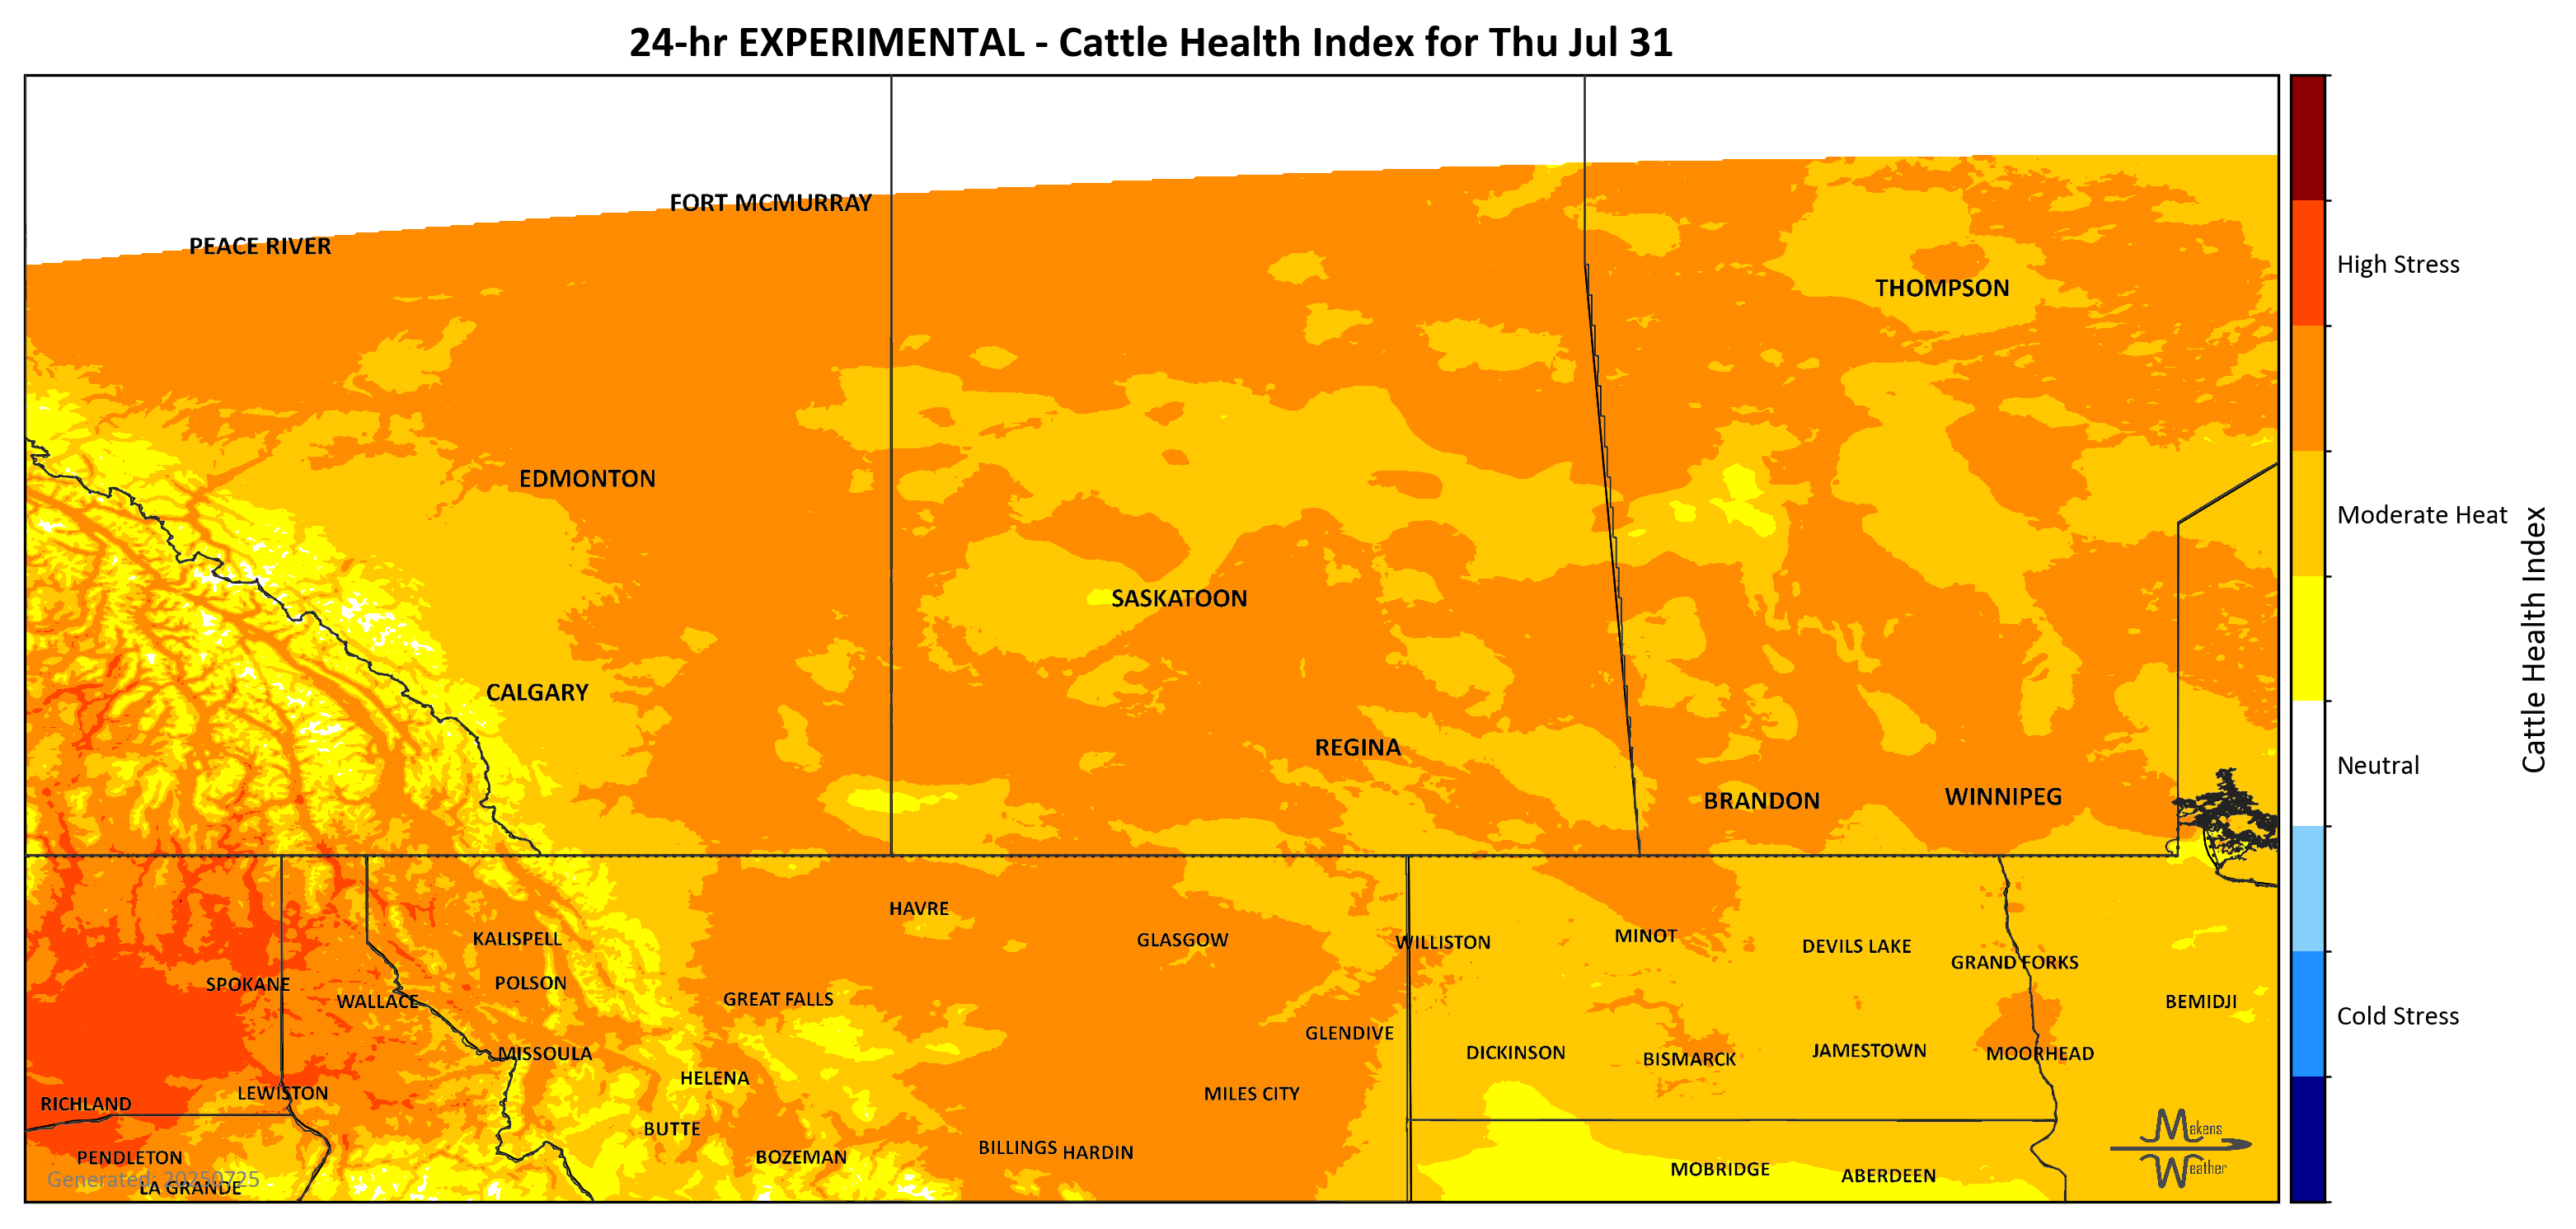 24-hr EXPERIMENTAL - Cattle Health Index for Thu Jul 31
FORT MCMURRAY
PEACE RIVER
High Stress
THOMPSON
EDMONTON
Moderate Heat
SASKATOON
Cattle Health Index
CALGARY
REGINA
Neutral
BRANDON
WINNIPEG
HAVRE
KALISPELL
GLASGOW
WILLISTON
MINOT
DEVILS LAKE
GRAND FORKS
SPOKANE
POLSON
WALLACE
GREAT FALLS
BEMIDJI
Cold Stress
GLENDIVE
MISSOULA
DICKINSON
BISMARCK
JAMESTOWN
MOORHEAD
HELENA
LEWISTON
MILES CITY
RICHLAND
BUTTE
Makens
Weather
PENDLETON
BOZEMAN
BILLINGS
HARDIN
MOBRIDGE
ABERDEEN
Generated: 20250725
LA GRANDE